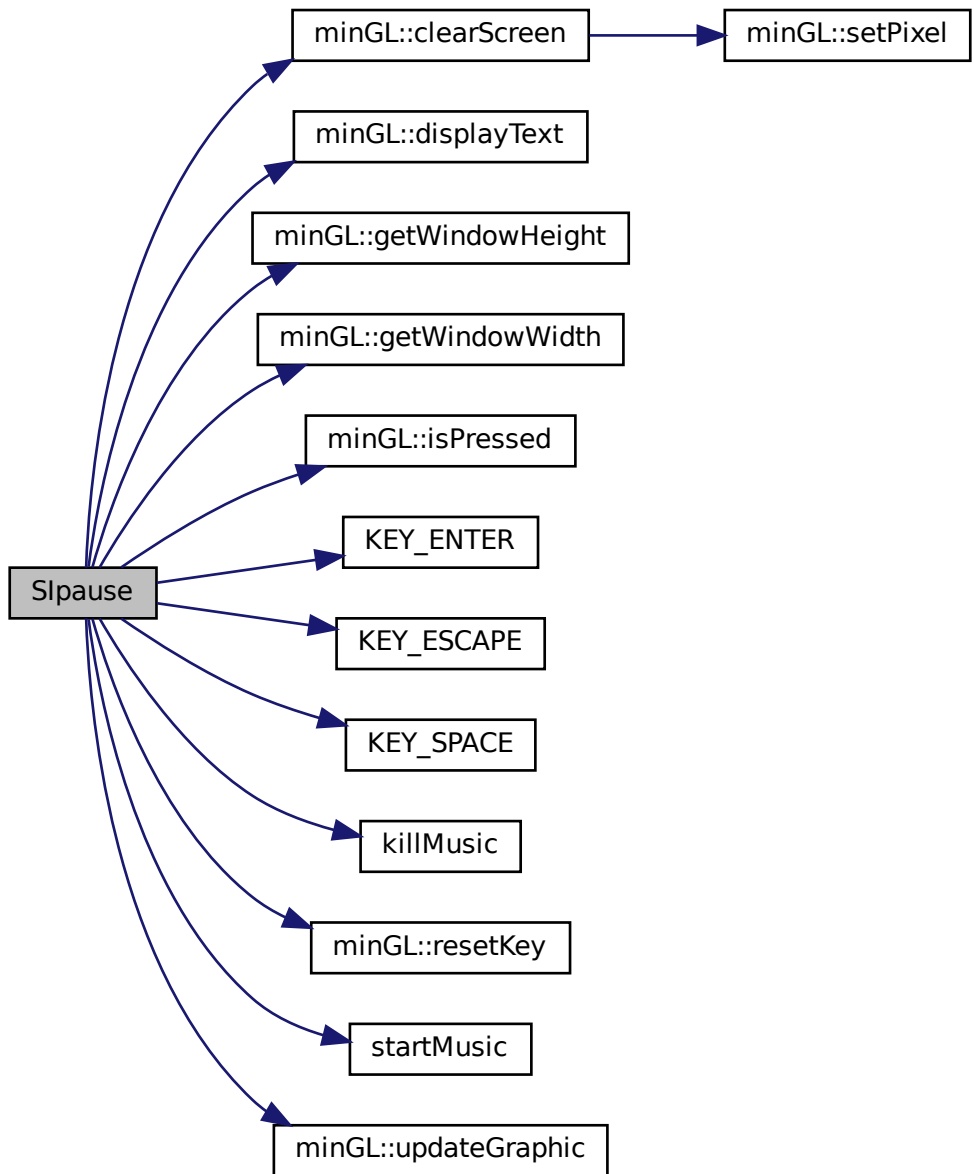 minGL::clearScreen
minGL::setPixel
minGL::displayText
minGL::getWindowHeight
minGL::getWindowWidth
minGL::isPressed
KEY_ENTER
SIpause
KEY_ESCAPE
KEY_SPACE
killMusic
minGL::resetKey
startMusic
minGL::updateGraphic